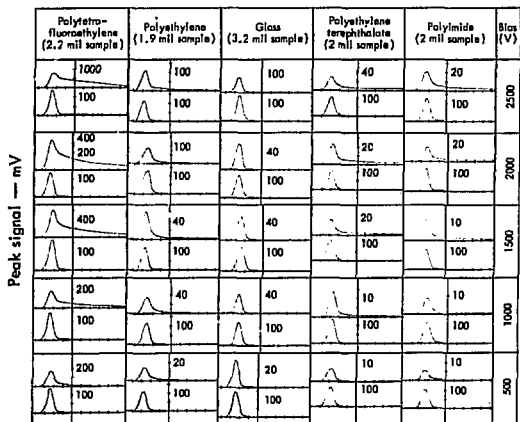 Polytetra-
fluoroethylene
(2.2 mil sample)
Polyethylene
(1.9 mil sample)
Glass
(3.2 mil sample)
Polyethylene
terephthalate
(2 mil sample)
Polyimide
(2 mil sample)
Bias
(V)
Peak signal — mV
1000 100 100 40 20 2500
100 100 100 100 100
400
200 100 40 20 20 2000
100 100 100 100 100
400 40 40 20 10 1500
100 100 100 100 100
200 40 40 10 10 1000
100 100 100 100 100
200 20 100 10 10 500
100 100 100 100 100